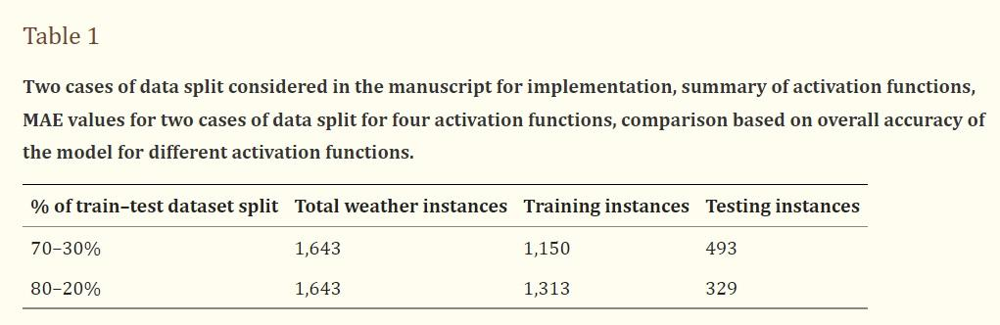 Table 1
Two cases of data split considered in the manuscript for implementation, summary of activation functions,
MAE values for two cases of data split for four activation functions, comparison based on overall accuracy of
the model for different activation functions.
% of train–test dataset split Total weather instances Training instances Testing instances
70–30% 1,643 1,150 493
80–20% 1,643 1,313 329